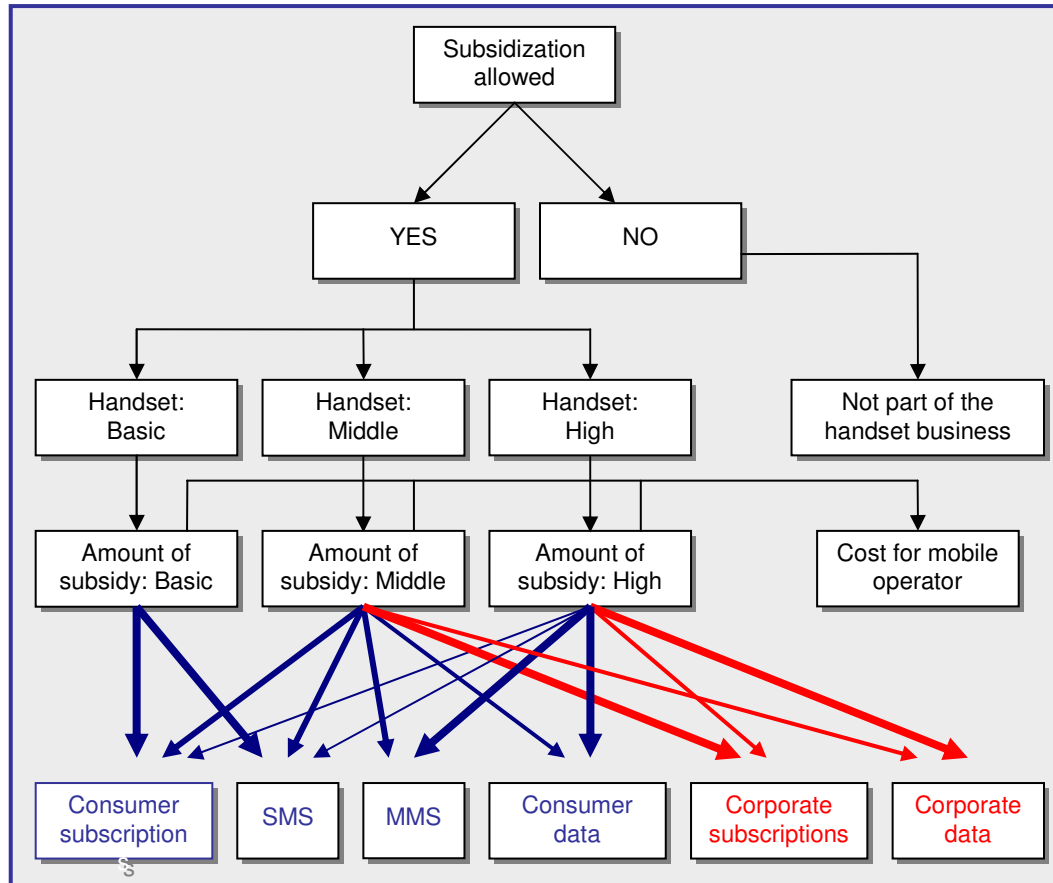 Subsidization
allowed
YES
NO
Handset:
Basic
Handset:
Middle
Handset:
High
Not part of the
handset business
Amount of
subsidy: Basic
Amount of
subsidy: Middle
Amount of
subsidy: High
Cost for mobile
operator
Consumer
subscription
s
SMS
MMS
Consumer
data
Corporate
subscriptions
Corporate
data